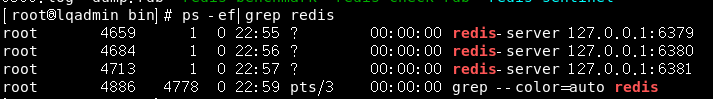 [root@lqadmin bin]# ps -ef|grep redis
root 4659 1 0 22:55 ? 00:00:00 redis-server 127.0.0.1:6379
root 4684 1 0 22:56 ? 00:00:00 redis-server 127.0.0.1:6380
root 4713 1 0 22:57 ? 00:00:00 redis-server 127.0.0.1:6381
root 4886 4778 0 22:59 pts/3 00:00:00 grep --color=auto redis